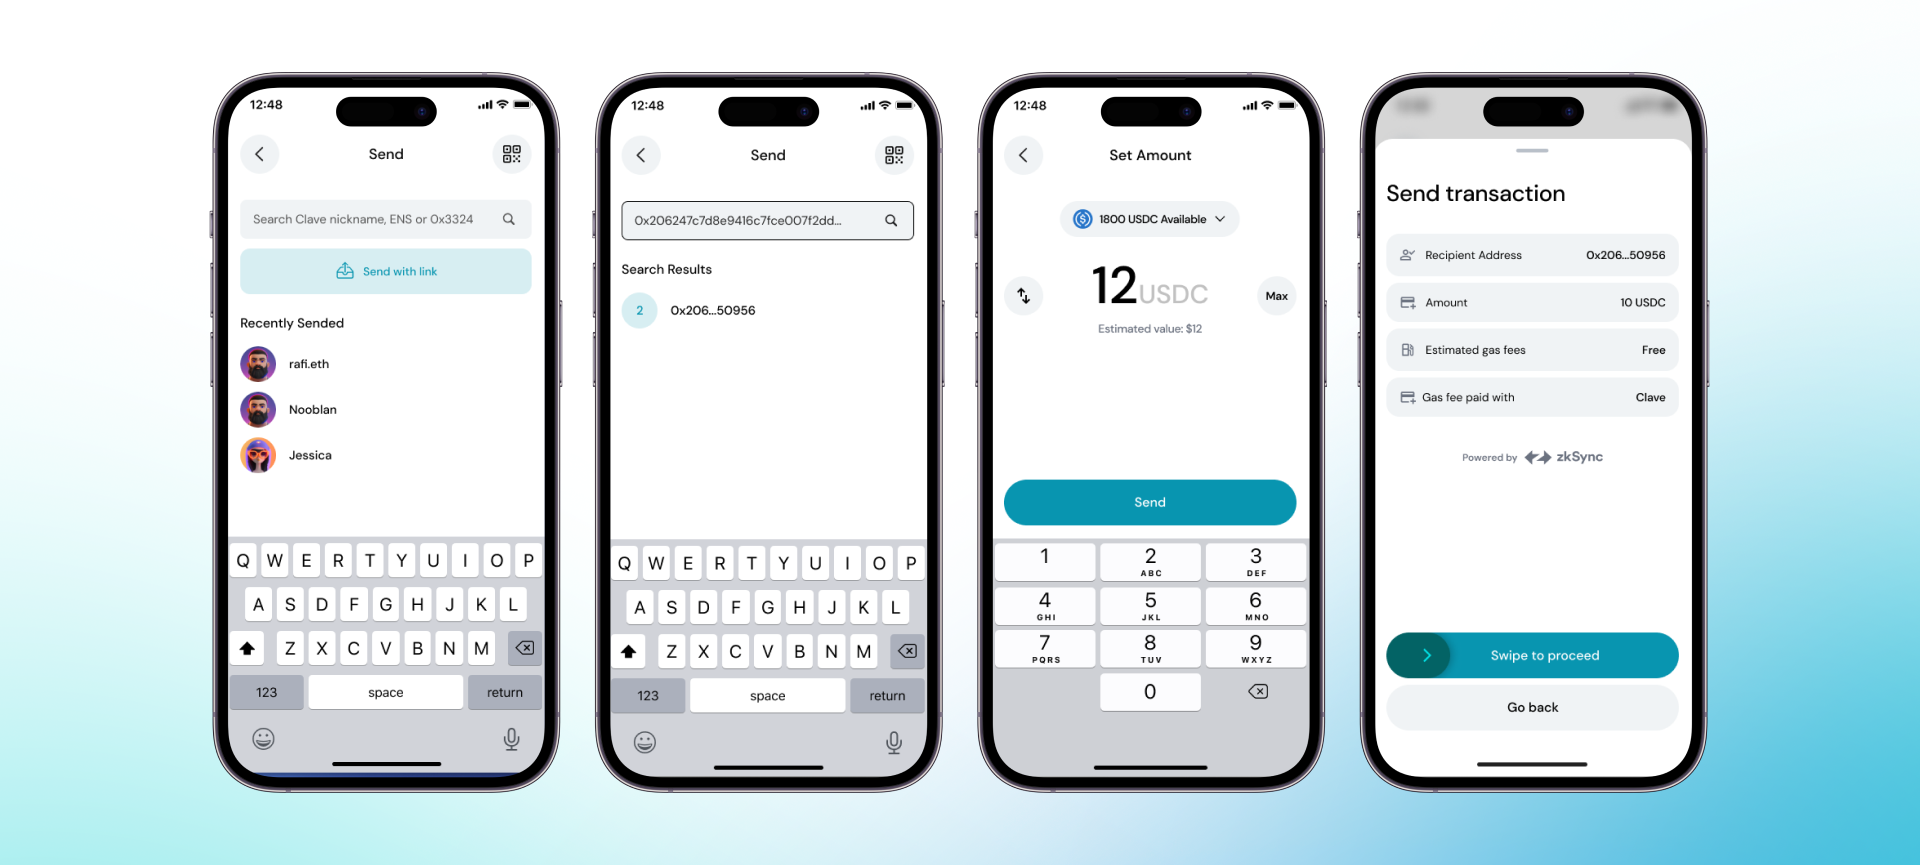 12:48
Send
Search Clave nickname, ENS or 0x3324
Send with link
Recently Sended
rafi.eth
Nooblan
Jessica
Q W E R T Y U I O P
A S D F G H J K L
Z X C V B N M
123 space return
12:48
Send
0x206247c7d8e9416c7fce007f2dd...
Search Results
2 0x206...50956
Q W E R T Y U I O P
A S D F G H J K L
Z X C V B N M
123 space return
12:48
Set Amount
1800 USDC Available
12USDC
Max
Estimated value: $12
Send
1 2 3
ABC DEF
4 5 6
GHI JKL MNO
7 8 9
PQRS TUV WXYZ
0
Send transaction
Recipient Address 0x206...50956
Amount 10 USDC
Estimated gas fees Free
Gas fee paid with Clave
Powered by zkSync
Swipe to proceed
Go back